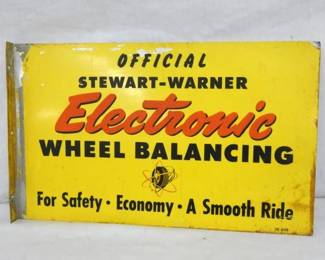 OFFICIAL
STEWART-WARNER
Electronic
WHEEL BALANCING
For Safety · Economy · A Smooth Ride